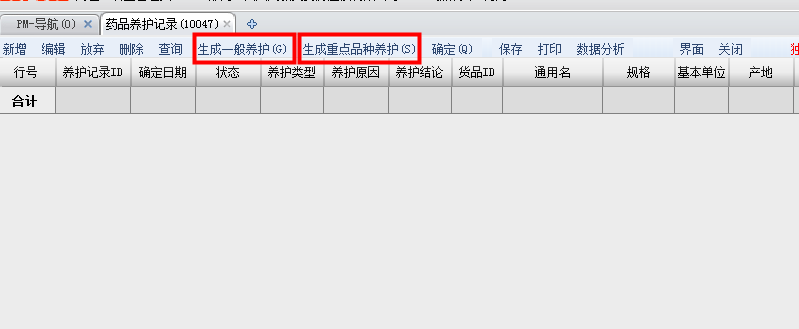 PM-导航(0)
药品养护记录(10047)
新增 编辑 放弃 删除 查询 生成一般养护(G) 生成重点品种养护(S) 确定(Q) 保存 打印 数据分析 界面 关闭
行号 养护记录ID 确定日期 状态 养护类型 养护原因 养护结论 货品ID 通用名 规格 基本单位 产地
合计